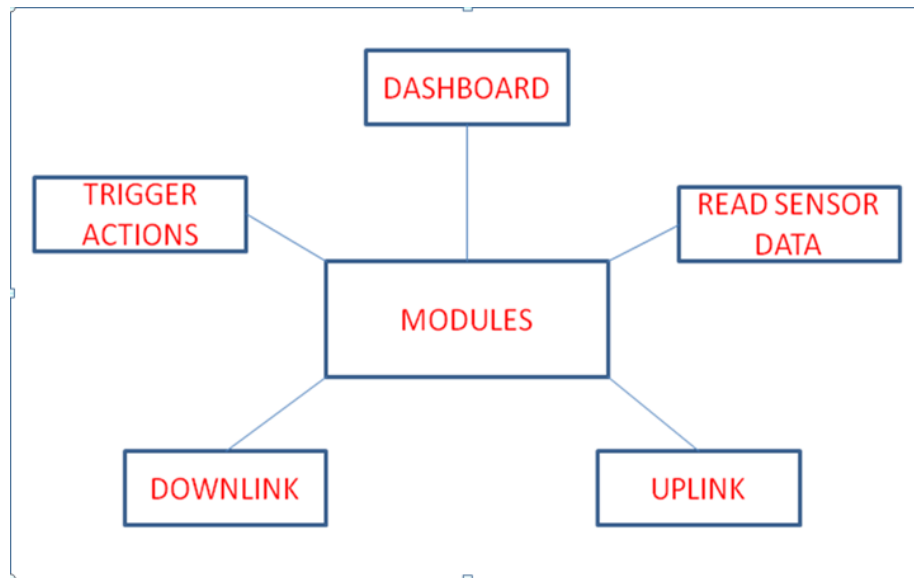 DASHBOARD
TRIGGER
ACTIONS
READ SENSOR
DATA
MODULES
DOWNLINK
UPLINK